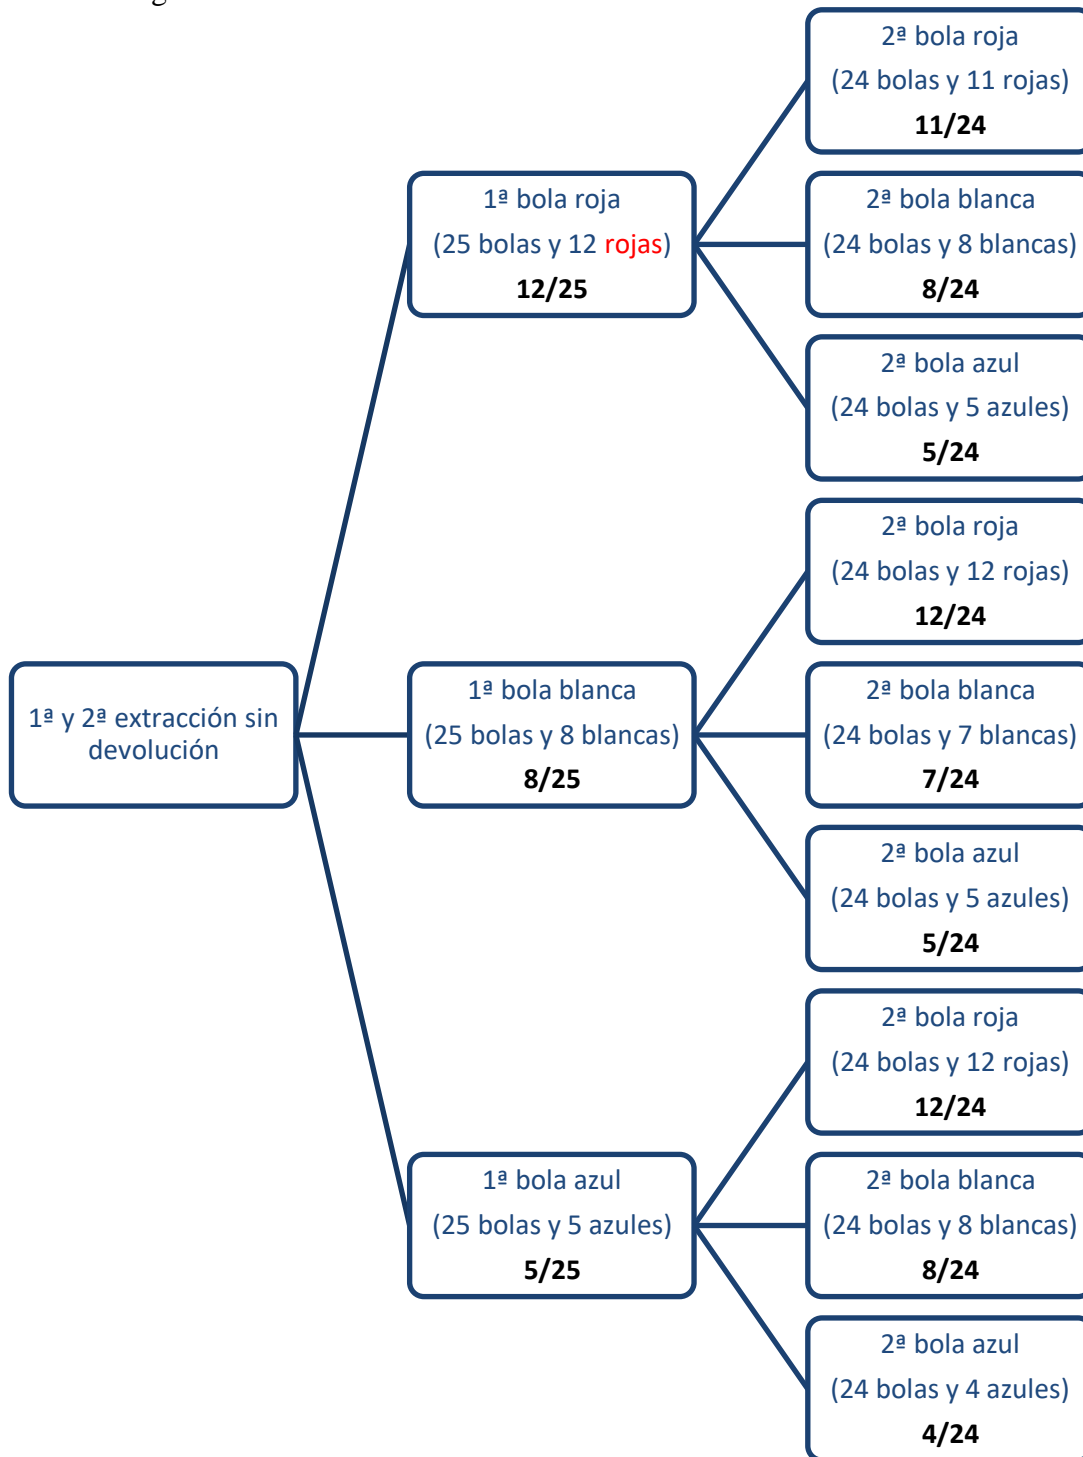 1ª y 2ª extracción sin
devolución
1ª bola roja
(25 bolas y 12 rojas)
12/25
2ª bola roja
(24 bolas y 11 rojas)
11/24
2ª bola blanca
(24 bolas y 8 blancas)
8/24
2ª bola azul
(24 bolas y 5 azules)
5/24
1ª bola blanca
(25 bolas y 8 blancas)
8/25
2ª bola roja
(24 bolas y 12 rojas)
12/24
2ª bola blanca
(24 bolas y 7 blancas)
7/24
2ª bola azul
(24 bolas y 5 azules)
5/24
1ª bola azul
(25 bolas y 5 azules)
5/25
2ª bola roja
(24 bolas y 12 rojas)
12/24
2ª bola blanca
(24 bolas y 8 blancas)
8/24
2ª bola azul
(24 bolas y 4 azules)
4/24